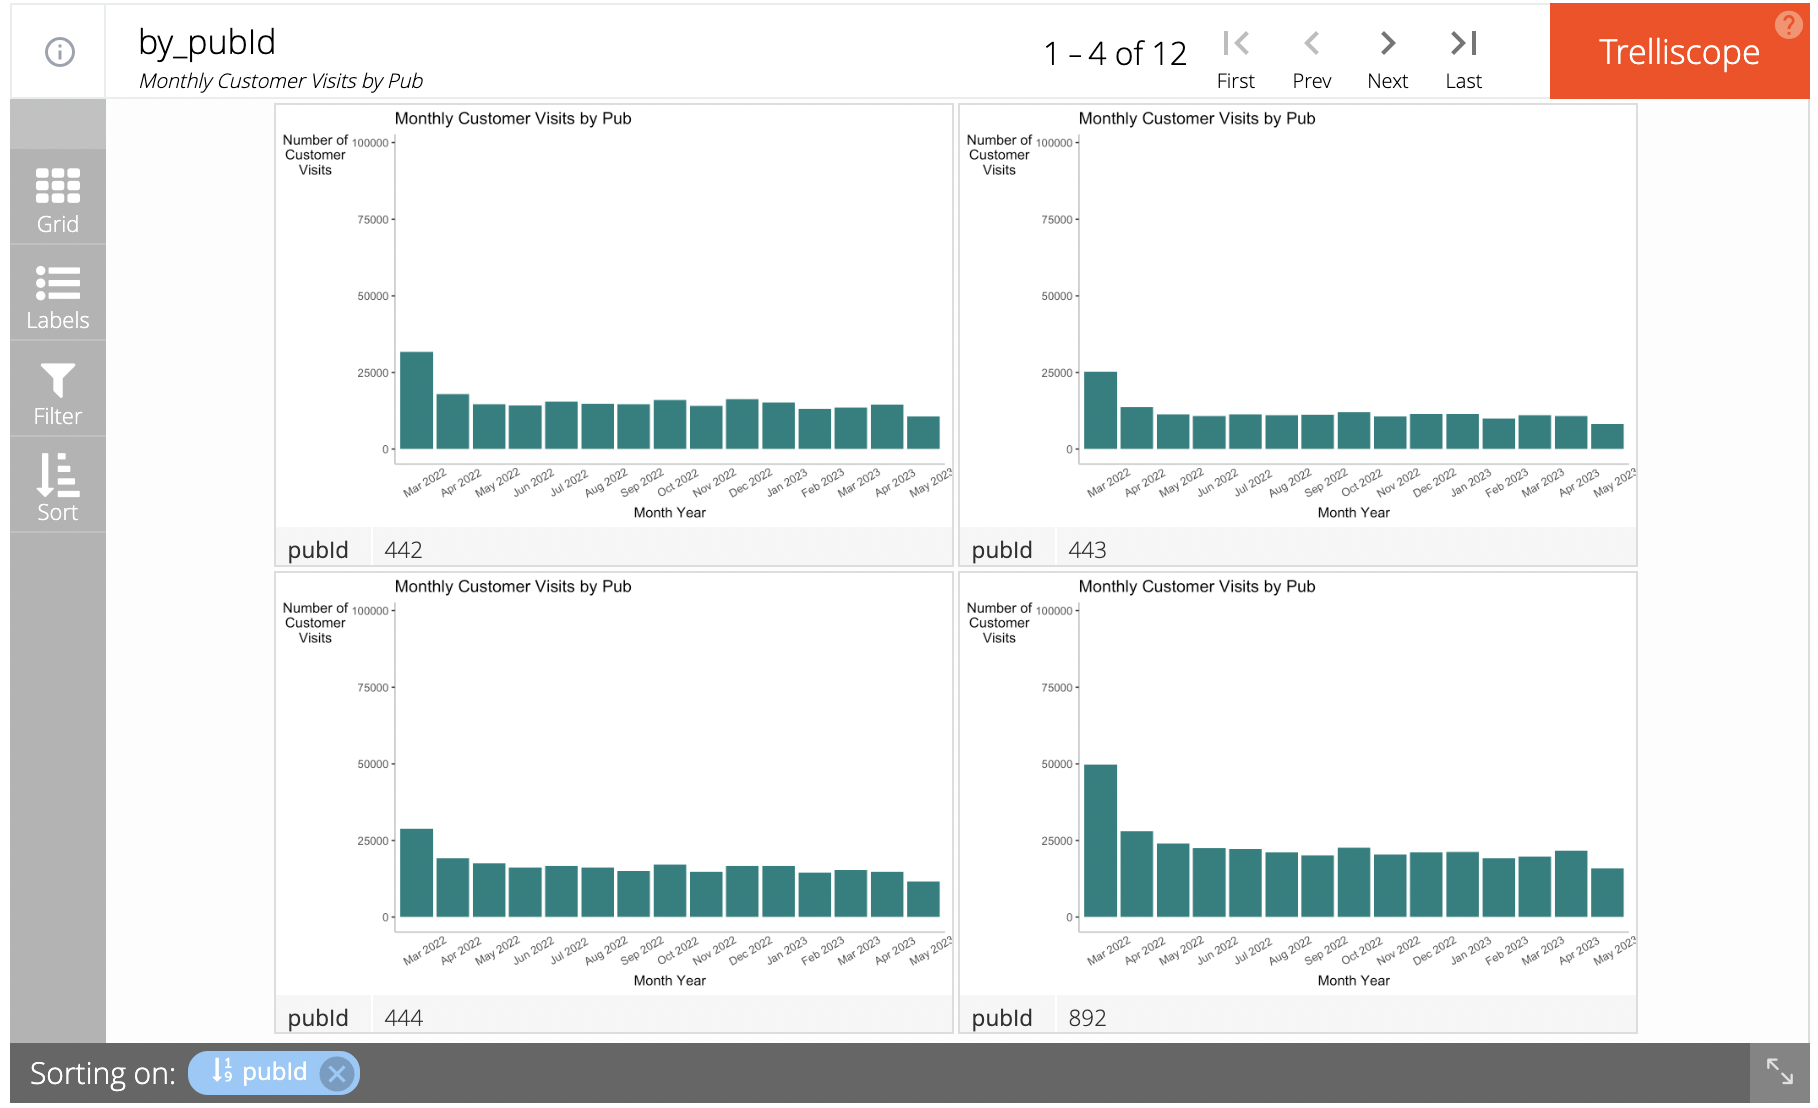 by_pubId
Monthly Customer Visits by Pub
1 – 4 of 12
First
Prev
Next
Last
Trelliscope
?
Grid
Labels
Filter
Sort
Monthly Customer Visits by Pub
Number of
Customer
Visits
100000
75000
50000
25000
0
Mar 2022 Apr 2022 May 2022 Jun 2022 Jul 2022 Aug 2022 Sep 2022 Oct 2022 Nov 2022 Dec 2022 Jan 2023 Feb 2023 Mar 2023 Apr 2023 May 2023
Month Year
pubId 442
Monthly Customer Visits by Pub
Number of
Customer
Visits
100000
75000
50000
25000
0
Mar 2022 Apr 2022 May 2022 Jun 2022 Jul 2022 Aug 2022 Sep 2022 Oct 2022 Nov 2022 Dec 2022 Jan 2023 Feb 2023 Mar 2023 Apr 2023 May 2023
Month Year
pubId 443
Monthly Customer Visits by Pub
Number of
Customer
Visits
100000
75000
50000
25000
0
Mar 2022 Apr 2022 May 2022 Jun 2022 Jul 2022 Aug 2022 Sep 2022 Oct 2022 Nov 2022 Dec 2022 Jan 2023 Feb 2023 Mar 2023 Apr 2023 May 2023
Month Year
pubId 444
Monthly Customer Visits by Pub
Number of
Customer
Visits
100000
75000
50000
25000
0
Mar 2022 Apr 2022 May 2022 Jun 2022 Jul 2022 Aug 2022 Sep 2022 Oct 2022 Nov 2022 Dec 2022 Jan 2023 Feb 2023 Mar 2023 Apr 2023 May 2023
Month Year
pubId 892
Sorting on: pubId